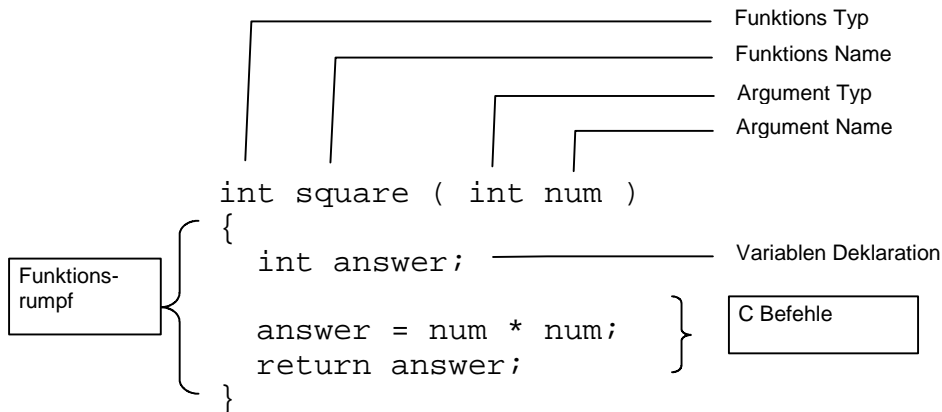 Funktions Typ
Funktions Name
Argument Typ
Argument Name
int square ( int num )
{
int answer;
Variablen Deklaration
Funktions-
rumpf
answer = num * num;
return answer;
C Befehle
}